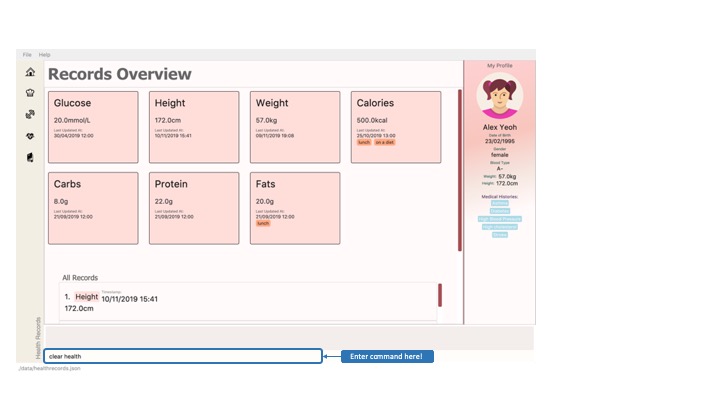 File Help
Records Overview
My Profile
Glucose
20.0mmol/L
Last Updated At:
30/04/2019 12:00
Height
172.0cm
Last Updated At:
10/11/2019 15:41
Weight
57.0kg
Last Updated At:
09/11/2019 19:08
Calories
500.0kcal
Last Updated At:
25/10/2019 13:00
lunch on a diet
Carbs
8.0g
Last Updated At:
21/09/2019 12:00
Protein
22.0g
Last Updated At:
21/09/2019 12:00
Fats
20.0g
Last Updated At:
21/09/2019 12:00
lunch
Alex Yeoh
Date of Birth
23/02/1995
Gender
female
Blood Type
A-
Weight: 57.0kg
Height: 172.0cm
Medical Histories:
High Blood Pressure
All Records
1. Height Timestamp: 10/11/2019 15:41
172.0cm
Health Records
clear health
Enter command here!
./data/healthrecords.json